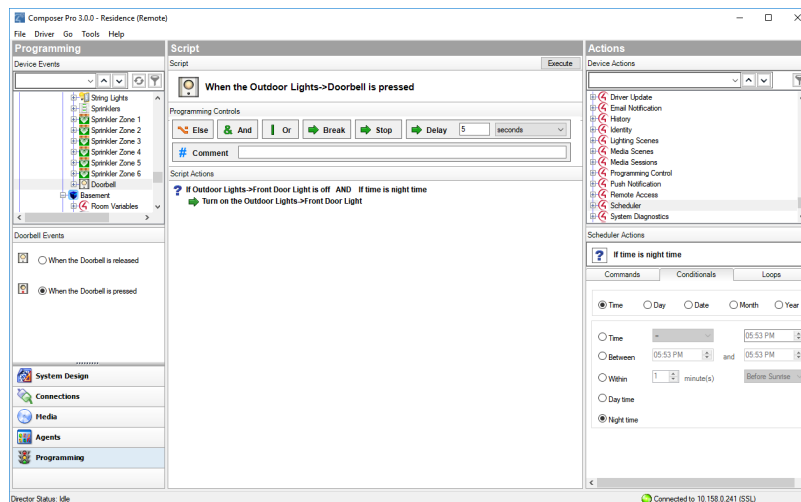 Composer Pro 3.0.0 - Residence (Remote)
File Driver Go Tools Help
Programming
Device Events
String Lights
Sprinklers
Sprinkler Zone 1
Sprinkler Zone 2
Sprinkler Zone 3
Sprinkler Zone 4
Sprinkler Zone 5
Sprinkler Zone 6
Doorbell
Basement
Room Variables
Doorbell Events
When the Doorbell is released
When the Doorbell is pressed
System Design
Connections
Media
Agents
Programming
Script
Script Execute
When the Outdoor Lights->Doorbell is pressed
Programming Controls
Else And Or Break Stop Delay 5 seconds
# Comment
Script Actions
If Outdoor Lights->Front Door Light is off AND If time is night time
Turn on the Outdoor Lights->Front Door Light
Actions
Device Actions
Driver Update
Email Notification
History
Identity
Lighting Scenes
Media Scenes
Media Sessions
Programming Control
Push Notification
Remote Access
Scheduler
System Diagnostics
Scheduler Actions
If time is night time
Commands Conditionals Loops
Time Day Date Month Year
Time = 05:53 PM
Between 05:53 PM and 05:53 PM
Within 1 minute(s) Before Sunrise
Day time
Night time
Director Status: Idle
Connected to 10.158.0.241 (SSL)